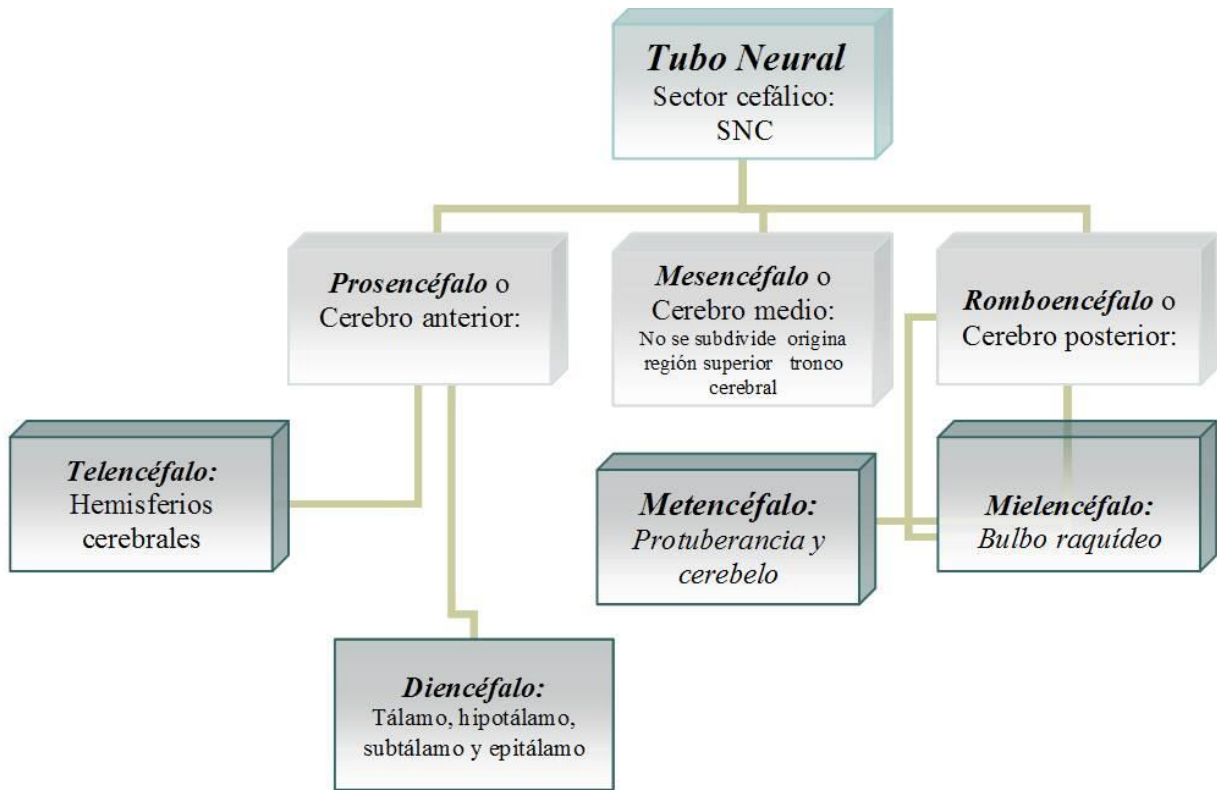 Tubo Neural
Sector cefálico:
SNC
Prosencéfalo o
Cerebro anterior:
Mesencéfalo o
Cerebro medio:
No se subdivide origina
región superior tronco
cerebral
Romboencéfalo o
Cerebro posterior:
Telencéfalo:
Hemisferios
cerebrales
Metencéfalo:
Protuberancia y
cerebelo
Mielencéfalo:
Bulbo raquídeo
Diencéfalo:
Tálamo, hipotálamo,
subtálamo y epitálamo